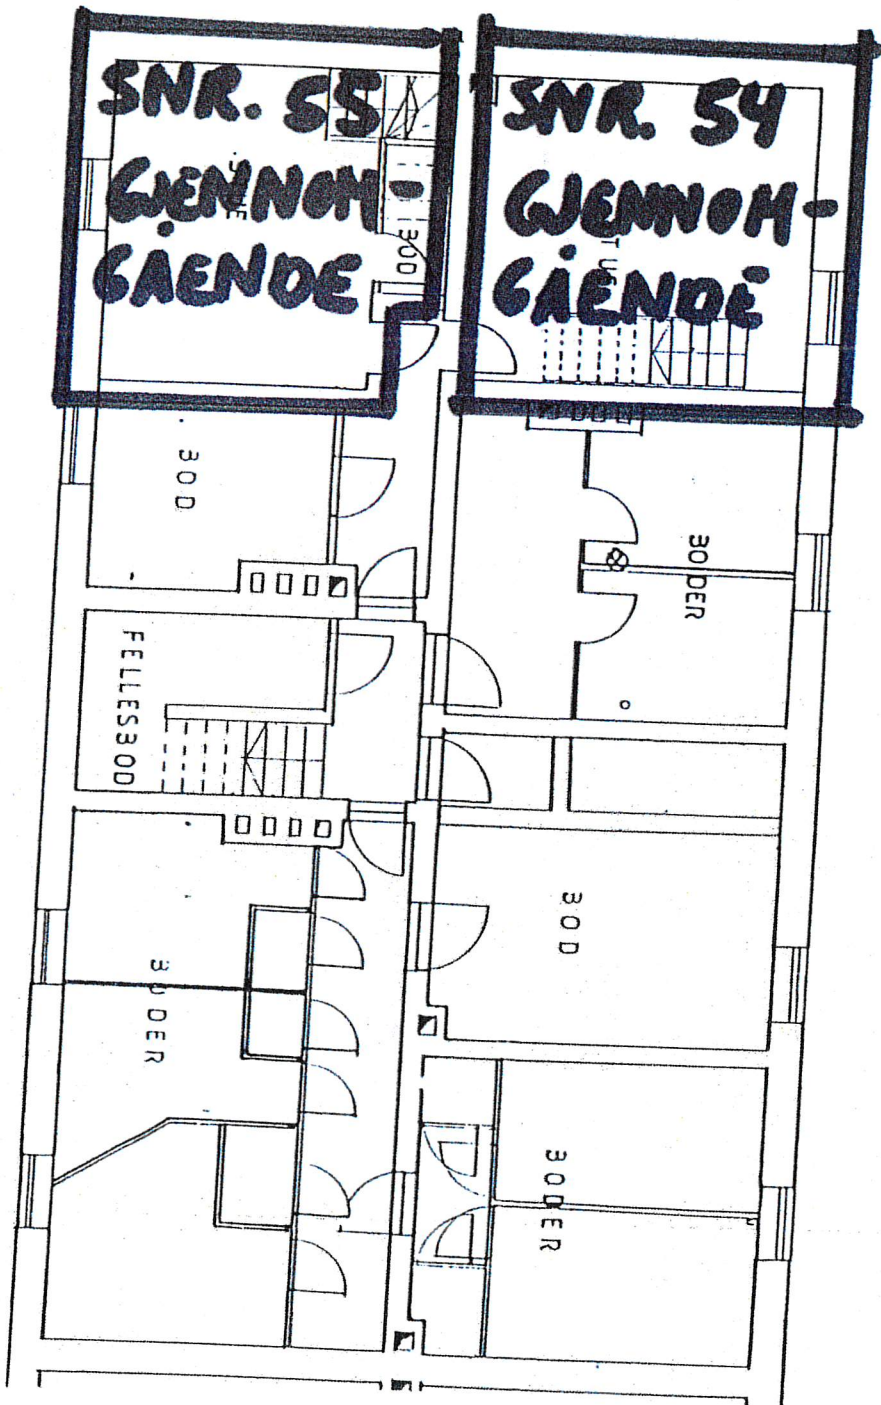 SNR. 55
GJENNOM-
GÅENDE
SNR. 54
GJENNOM-
GÅENDE
BOD
BOD
BODER
FELLESBOD
BOD
BODER
BODER